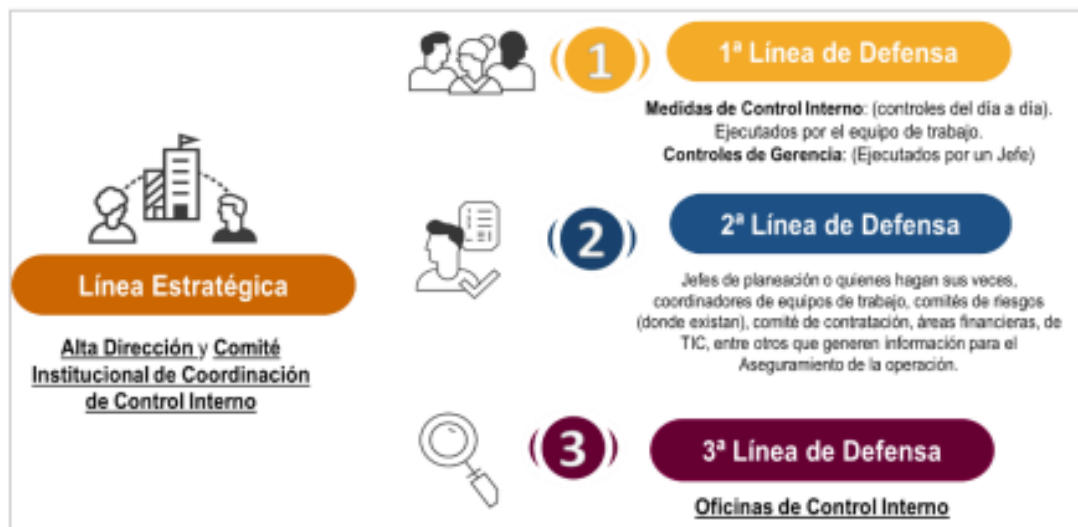 Línea Estratégica
Alta Dirección y Comité
Institucional de Coordinación
de Control Interno
1
1ª Línea de Defensa
Medidas de Control Interno: (controles del día a día).
Ejecutados por el equipo de trabajo.
Controles de Gerencia: (Ejecutados por un Jefe)
2
2ª Línea de Defensa
Jefes de planeación o quienes hagan sus veces,
coordinadores de equipos de trabajo, comités de riesgos
(donde existan), comité de contratación, áreas financieras, de
TIC, entre otros que generen información para el
Aseguramiento de la operación.
3
3ª Línea de Defensa
Oficinas de Control Interno